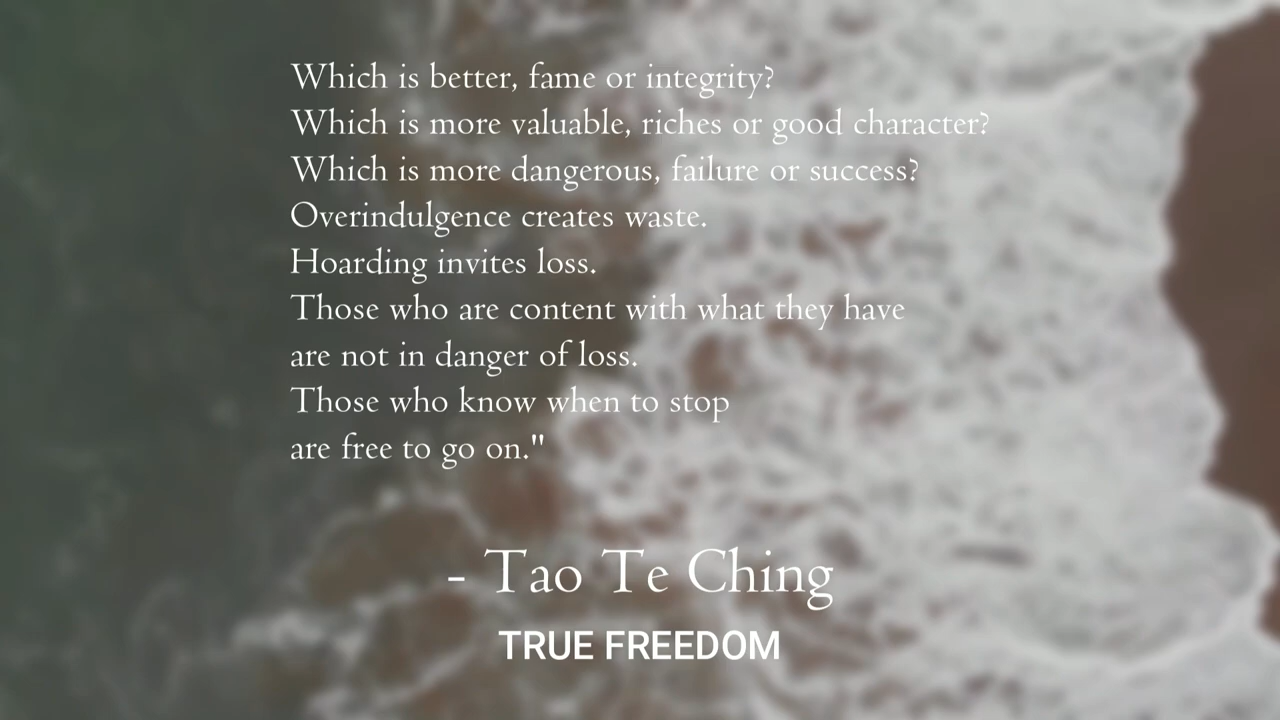 Which is better, fame or integrity?
Which is more valuable, riches or good character?
Which is more dangerous, failure or success?
Overindulgence creates waste.
Hoarding invites loss.
Those who are content with what they have
are not in danger of loss.
Those who know when to stop
are free to go on."
- Tao Te Ching
TRUE FREEDOM